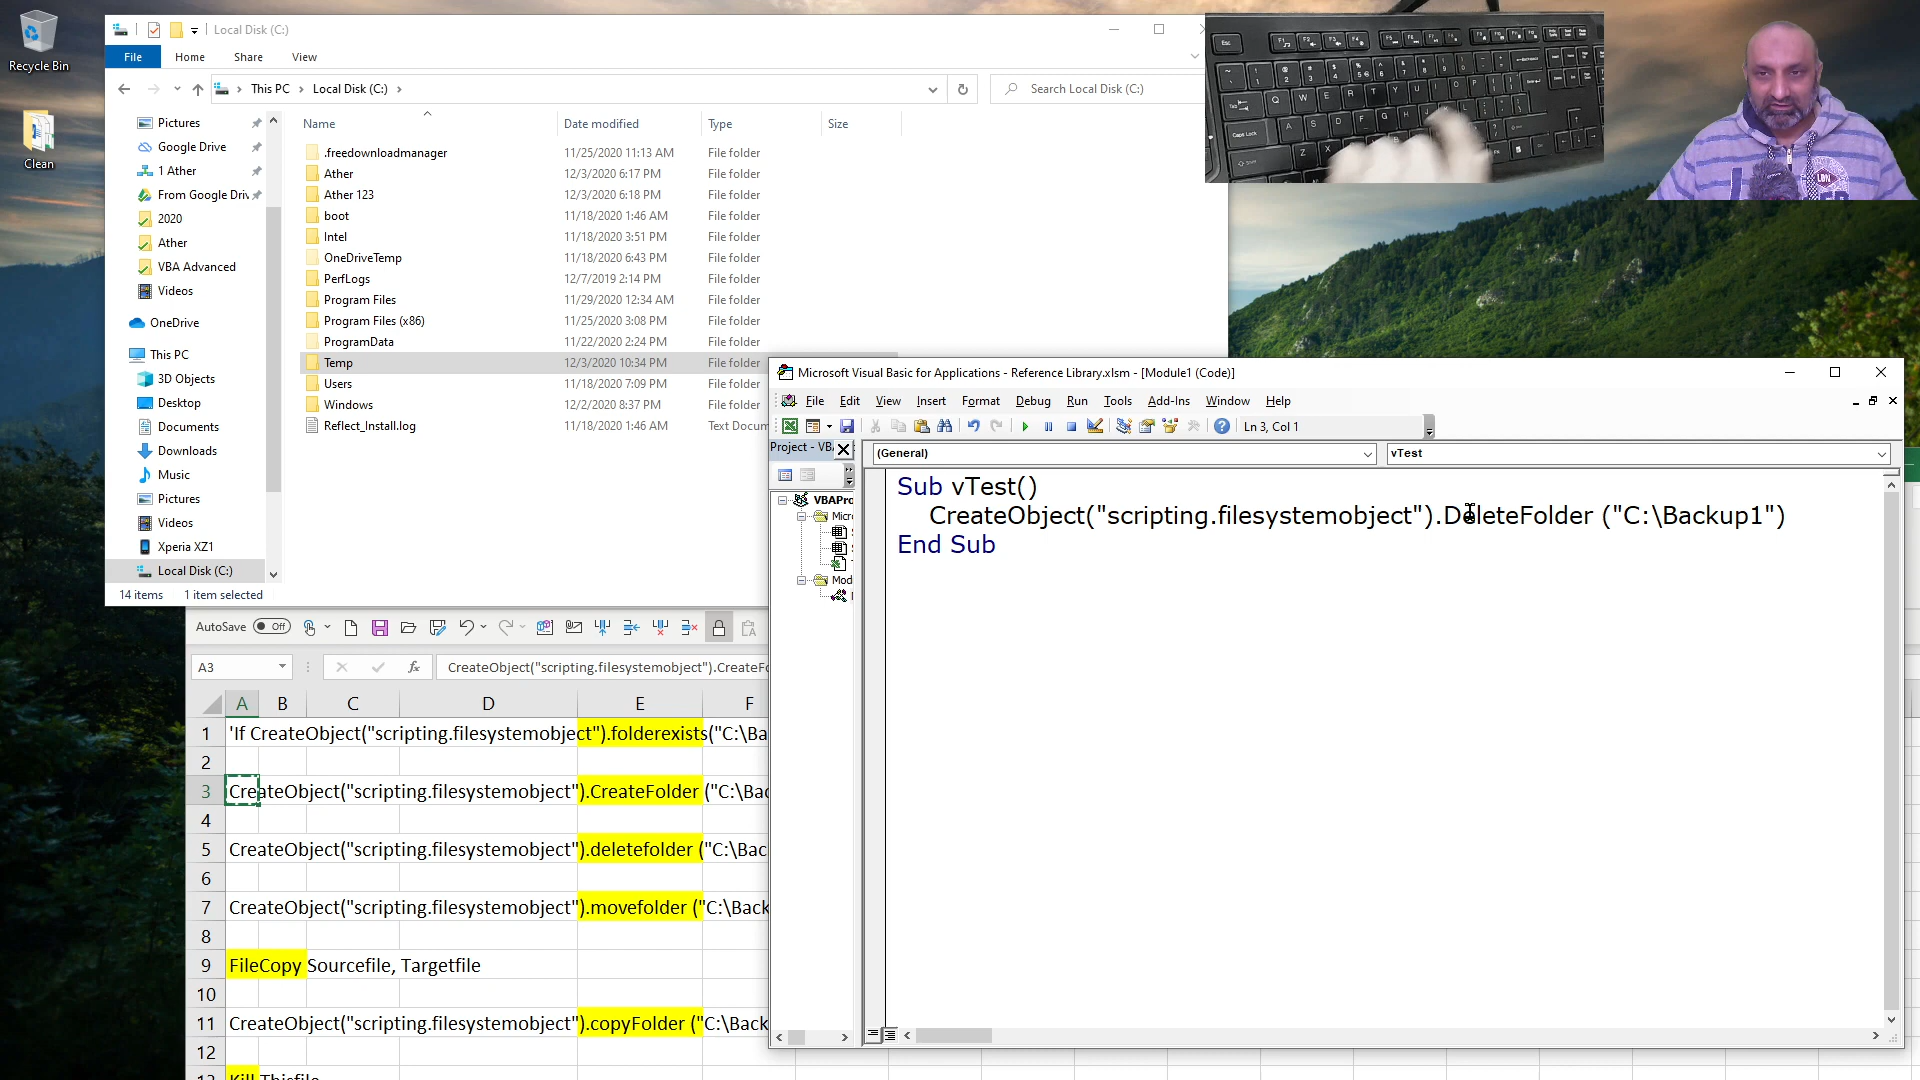 Recycle Bin
Clean
Local Disk (C:)
File Home Share View
This PC > Local Disk (C:) >
Search Local Disk (C:)
Pictures
Google Drive
1 Ather
From Google Driv
2020
Ather
VBA Advanced
Videos
OneDrive
This PC
3D Objects
Desktop
Documents
Downloads
Music
Pictures
Videos
Xperia XZ1
Local Disk (C:)
Name Date modified Type Size
.freedownloadmanager 11/25/2020 11:13 AM File folder
Ather 12/3/2020 6:17 PM File folder
Ather 123 12/3/2020 6:18 PM File folder
boot 11/18/2020 1:46 AM File folder
Intel 11/18/2020 3:51 PM File folder
OneDriveTemp 11/18/2020 6:43 PM File folder
PerfLogs 12/7/2019 2:14 PM File folder
Program Files 11/29/2020 12:34 AM File folder
Program Files (x86) 11/25/2020 3:08 PM File folder
ProgramData 11/22/2020 2:24 PM File folder
Temp 12/3/2020 10:34 PM File folder
Users 11/18/2020 7:09 PM File folder
Windows 12/2/2020 8:37 PM File folder
Reflect_Install.log 11/18/2020 1:46 AM Text Docum
14 items 1 item selected
Microsoft Visual Basic for Applications - Reference Library.xlsm - [Module1 (Code)]
File Edit View Insert Format Debug Run Tools Add-Ins Window Help
Ln 3, Col 1
Project - VB
VBAPro
Micr
Mod
(General) vTest
Sub vTest()
CreateObject("scripting.filesystemobject").DeleteFolder ("C:\Backup1")
End Sub
AutoSave Off
A3 fx CreateObject("scripting.filesystemobject").CreateFo
A B C D E F
1 'If CreateObject("scripting.filesystemobject").folderexists("C:\Ba
2
3 CreateObject("scripting.filesystemobject").CreateFolder ("C:\Bac
4
5 CreateObject("scripting.filesystemobject").deletefolder ("C:\Bac
6
7 CreateObject("scripting.filesystemobject").movefolder ("C:\Back
8
9 FileCopy Sourcefile, Targetfile
10
11 CreateObject("scripting.filesystemobject").copyFolder ("C:\Back
12
13 Kill Thisfile